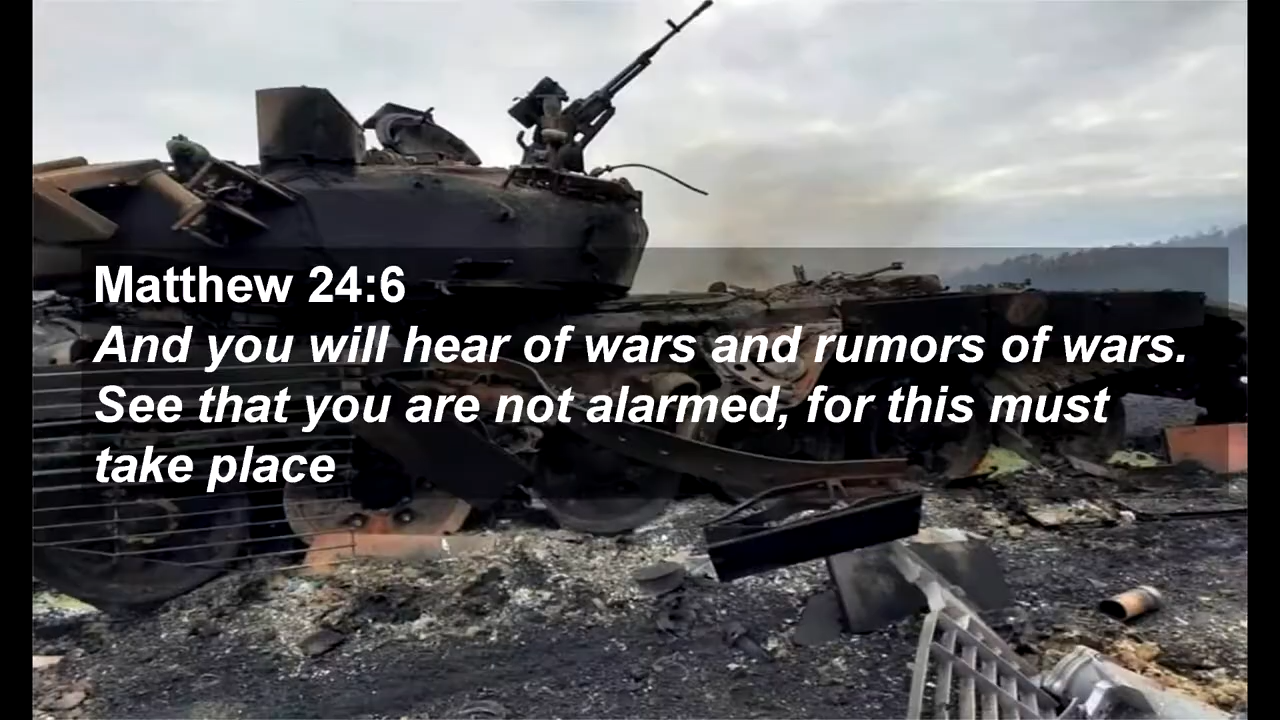 Matthew 24:6
And you will hear of wars and rumors of wars.
See that you are not alarmed, for this must
take place